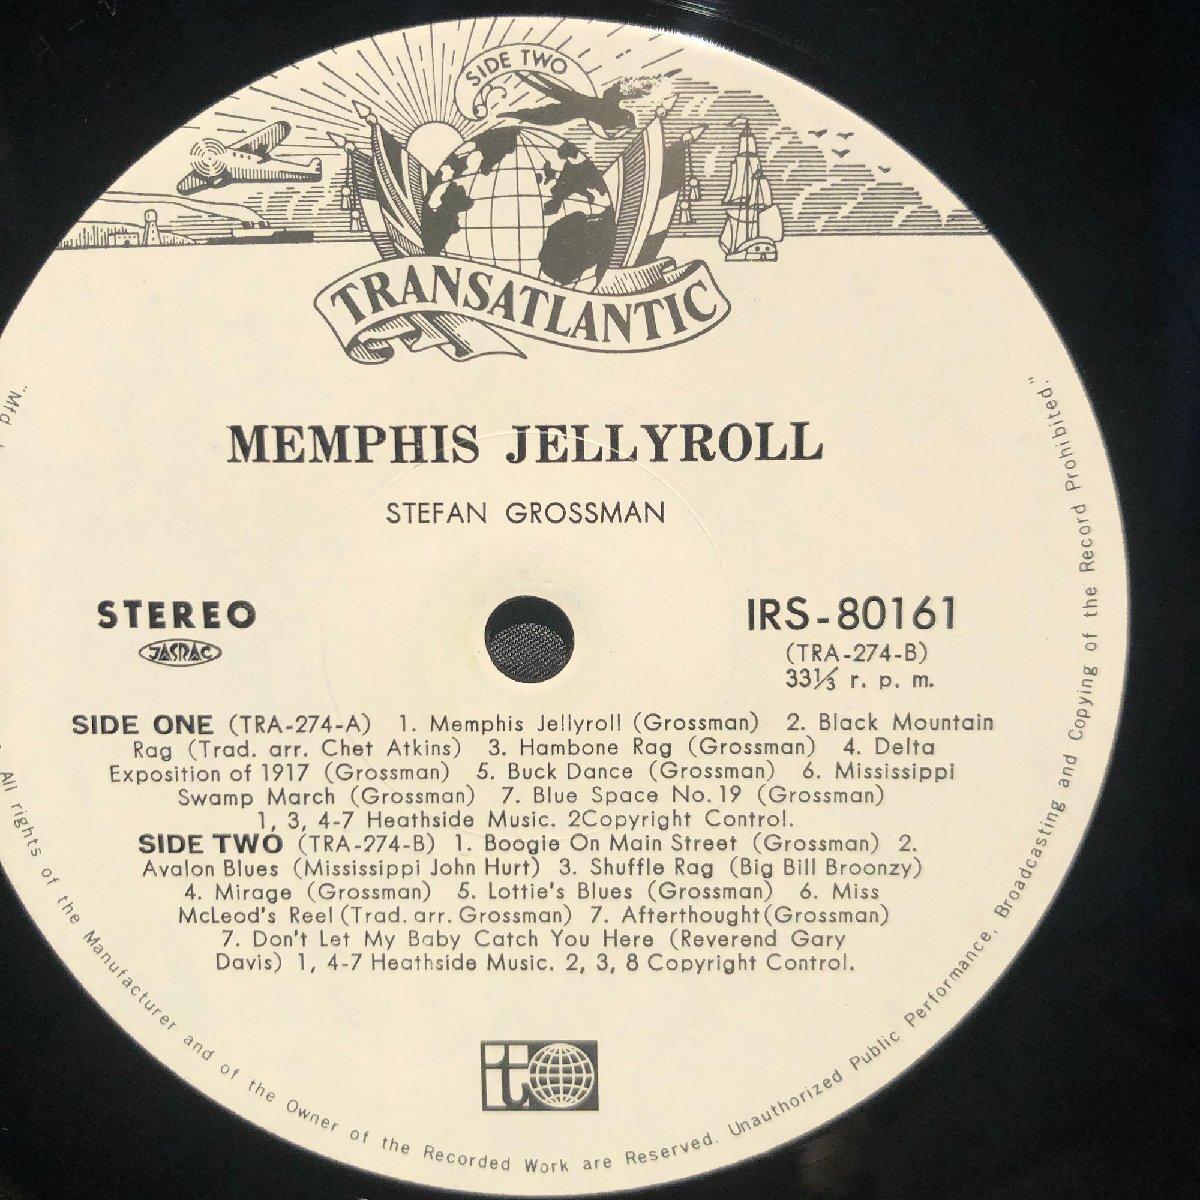 SIDE TWO
TRANSATLANTIC
MEMPHIS JELLYROLL
STEFAN GROSSMAN
STEREO
JASRAC
IRS-80161
(TRA-274-B)
33⅓ r. p. m.
SIDE ONE (TRA-274-A) 1. Memphis Jellyroll (Grossman) 2. Black Mountain
Rag (Trad. arr. Chet Atkins) 3. Hambone Rag (Grossman) 4. Delta
Exposition of 1917 (Grossman) 5. Buck Dance (Grossman) 6. Mississippi
Swamp March (Grossman) 7. Blue Space No. 19 (Grossman)
1, 3, 4-7 Heathside Music. 2Copyright Control.
SIDE TWO (TRA-274-B) 1. Boogie On Main Street (Grossman) 2.
Avalon Blues (Mississippi John Hurt) 3. Shuffle Rag (Big Bill Broonzy)
4. Mirage (Grossman) 5. Lottie's Blues (Grossman) 6. Miss
McLeod's Reel (Trad. arr. Grossman) 7. Afterthought (Grossman)
7. Don't Let My Baby Catch You Here (Reverend Gary
Davis) 1, 4-7 Heathside Music. 2, 3, 8 Copyright Control.
t
"Mfd
All rights of the Manufacturer and of the Owner of the Recorded Work are Reserved. Unauthorized Public Performance, Broadcasting and Copying of the Record Prohibited."